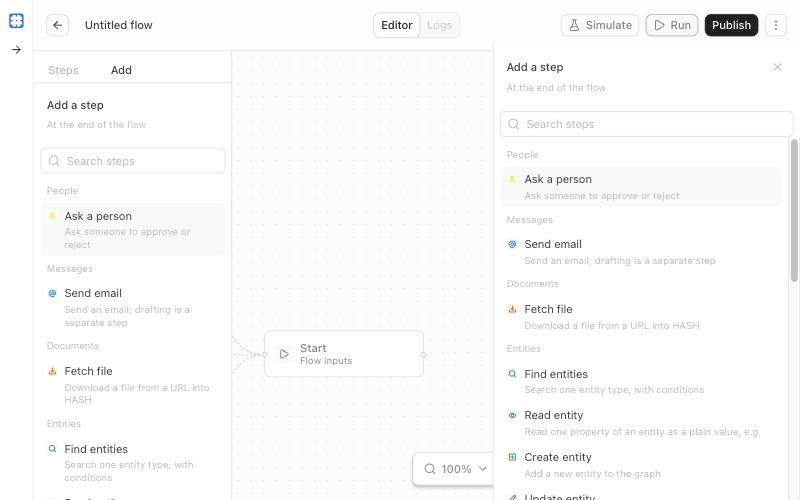 Untitled flow
Editor
Logs
Simulate
Run
Publish
Steps
Add
Add a step
At the end of the flow
Search steps
People
Ask a person
Ask someone to approve or
reject
Messages
Send email
Send an email; drafting is a
separate step
Documents
Fetch file
Download a file from a URL into
HASH
Entities
Find entities
Search one entity type, with
conditions
Start
Flow inputs
100%
Add a step
At the end of the flow
Search steps
People
Ask a person
Ask someone to approve or reject
Messages
Send email
Send an email; drafting is a separate step
Documents
Fetch file
Download a file from a URL into HASH
Entities
Find entities
Search one entity type, with conditions
Read entity
Read one property of an entity as a plain value, e.g.
Create entity
Add a new entity to the graph
Update entity